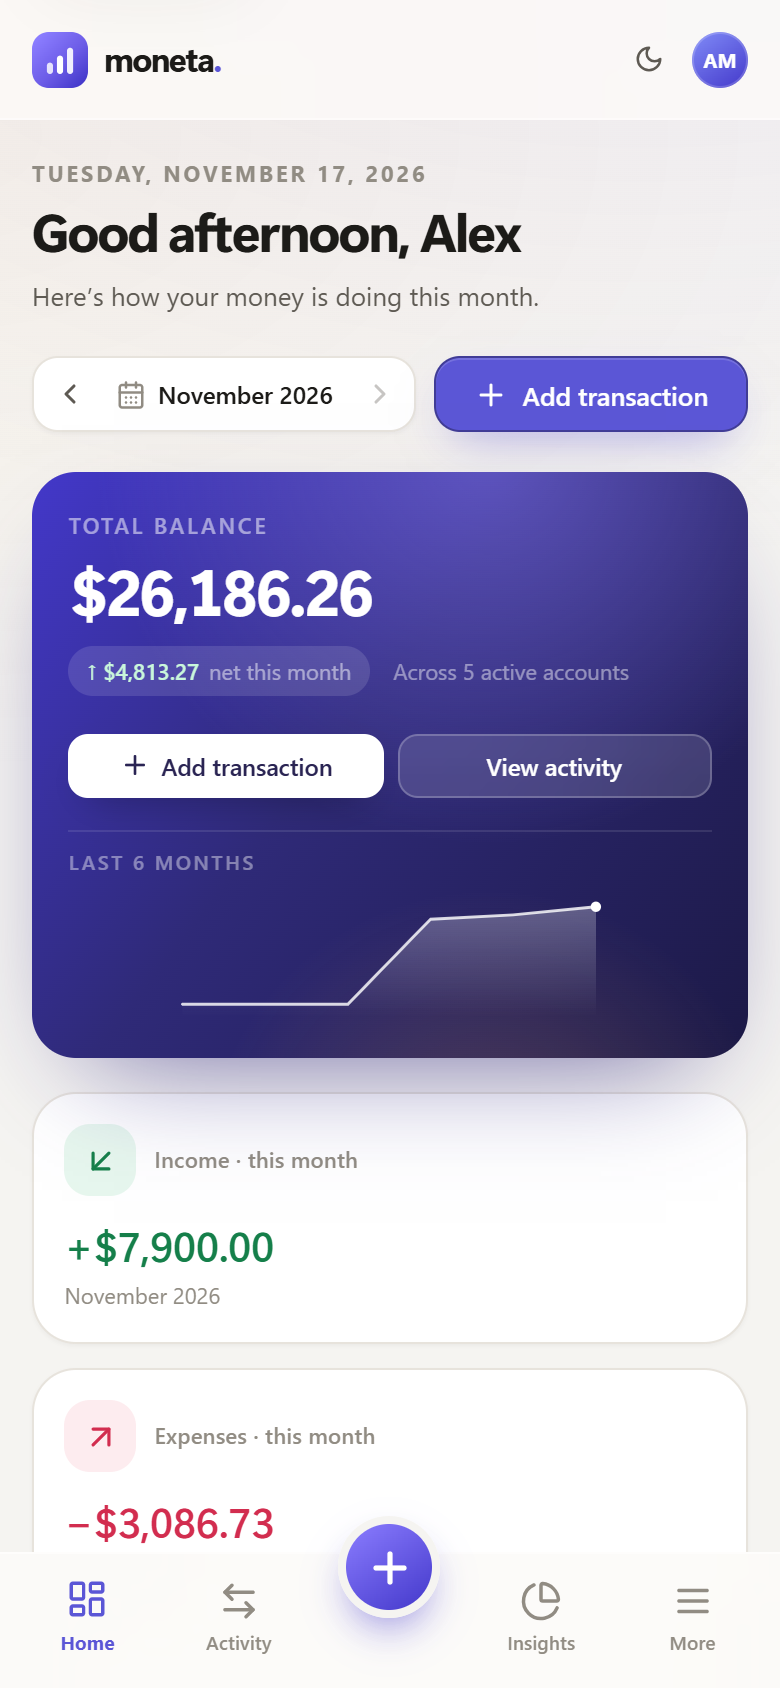 moneta.
AM
TUESDAY, NOVEMBER 17, 2026
Good afternoon, Alex
Here’s how your money is doing this month.
November 2026
Add transaction
TOTAL BALANCE
$26,186.26
↑ $4,813.27 net this month
Across 5 active accounts
Add transaction
View activity
LAST 6 MONTHS
Income · this month
+$7,900.00
November 2026
Expenses · this month
−$3,086.73
Home
Activity
Insights
More